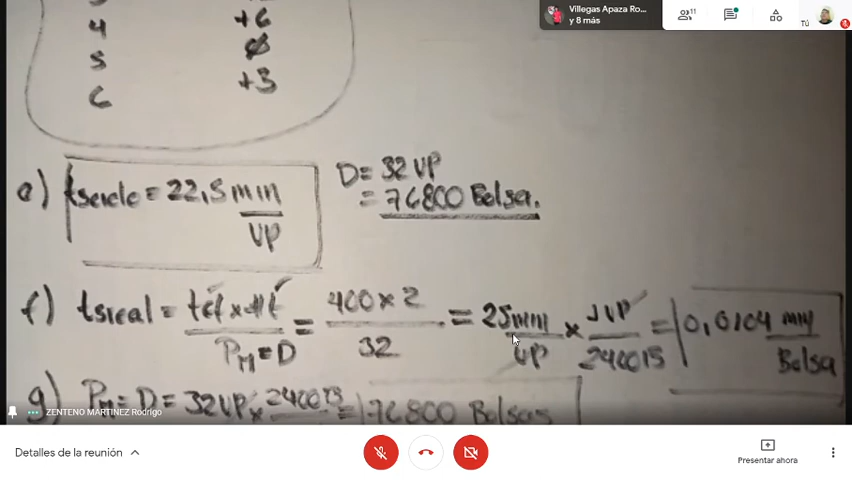 Villegas Apaza Ro...
y 8 más
11
Tú
4 +6
5 ø
6 +3
e) tsciclo = 22,5 min/UP
D = 32 UP
= 76800 Bolsa.
f) tsreal = tef x #t / PM = D = 400 x 2 / 32 = 25 min/UP x 1UP/2400 B = 0,0104 min/Bolsa
g) PM = D = 32 UP x 2400 B = 76800 Bolsas
ZENTENO MARTINEZ Rodrigo
Detalles de la reunión
Presentar ahora